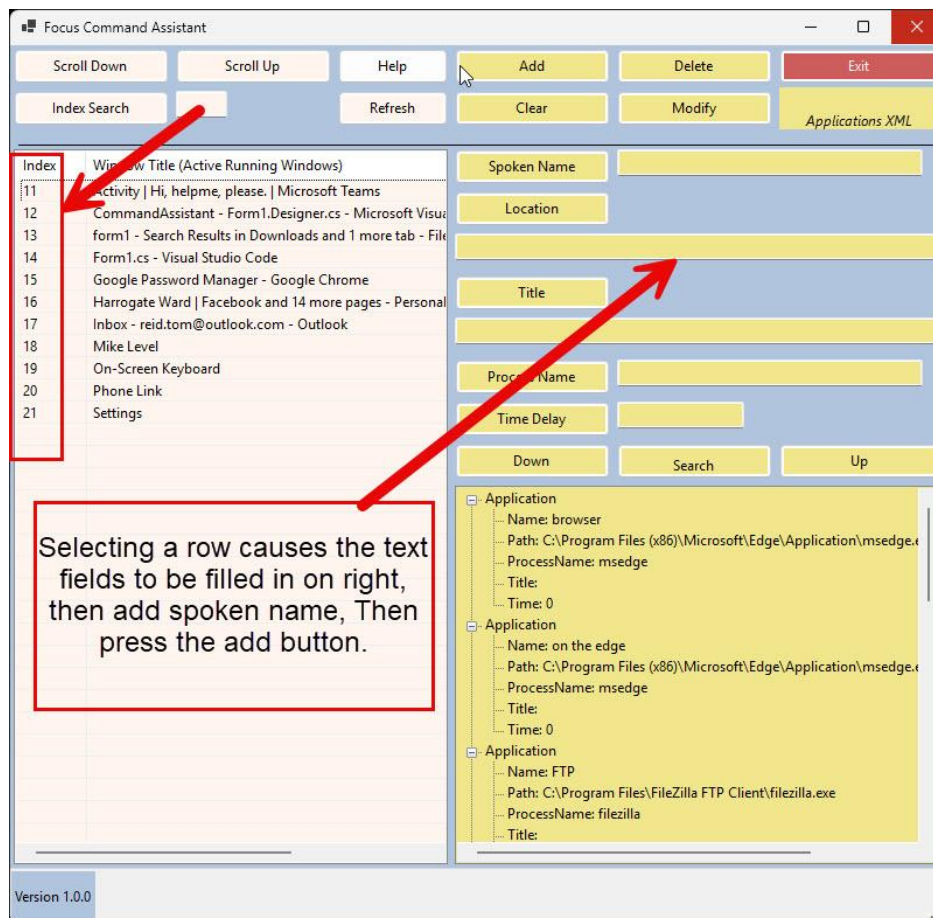 Focus Command Assistant
Scroll Down Scroll Up Help Add Delete Exit
Index Search Refresh Clear Modify Applications XML
Index Window Title (Active Running Windows)
11 Activity | Hi, helpme, please. | Microsoft Teams
12 CommandAssistant - Form1.Designer.cs - Microsoft Visua
13 form1 - Search Results in Downloads and 1 more tab - File
14 Form1.cs - Visual Studio Code
15 Google Password Manager - Google Chrome
16 Harrogate Ward | Facebook and 14 more pages - Personal
17 Inbox - reid.tom@outlook.com - Outlook
18 Mike Level
19 On-Screen Keyboard
20 Phone Link
21 Settings
Selecting a row causes the text
fields to be filled in on right,
then add spoken name, Then
press the add button.
Spoken Name
Location
Title
Process Name
Time Delay
Down Search Up
Application
Name: browser
Path: C:\Program Files (x86)\Microsoft\Edge\Application\msedge.e
ProcessName: msedge
Title:
Time: 0
Application
Name: on the edge
Path: C:\Program Files (x86)\Microsoft\Edge\Application\msedge.e
ProcessName: msedge
Title:
Time: 0
Application
Name: FTP
Path: C:\Program Files\FileZilla FTP Client\filezilla.exe
ProcessName: filezilla
Title:
Version 1.0.0